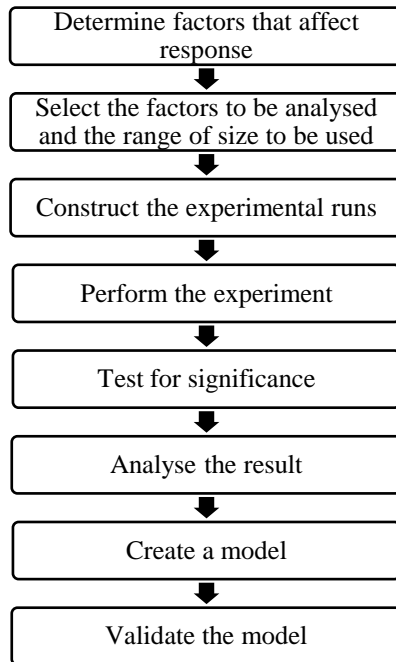 Determine factors that affect
response
Select the factors to be analysed
and the range of size to be used
Construct the experimental runs
Perform the experiment
Test for significance
Analyse the result
Create a model
Validate the model